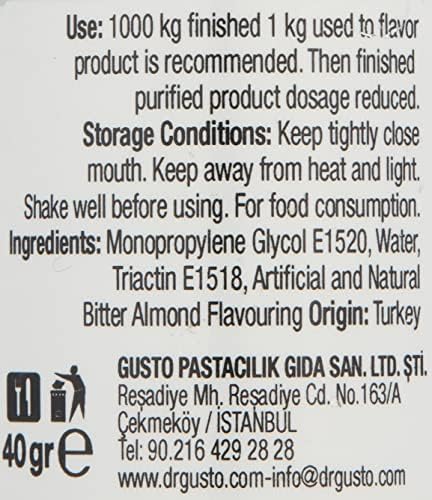 Use: 1000 kg finished 1 kg used to flavor
product is recommended. Then finished
purified product dosage reduced.
Storage Conditions: Keep tightly close
mouth. Keep away from heat and light.
Shake well before using. For food consumption.
Ingredients: Monopropylene Glycol E1520, Water,
Triactin E1518, Artificial and Natural
Bitter Almond Flavouring Origin: Turkey
GUSTO PASTACILIK GIDA SAN. LTD. ŞTİ.
Reşadiye Mh. Reşadiye Cd. No.163/A
Çekmeköy / İSTANBUL
40 gr e
Tel: 90.216 429 28 28
www.drgusto.com-info@drgusto.com